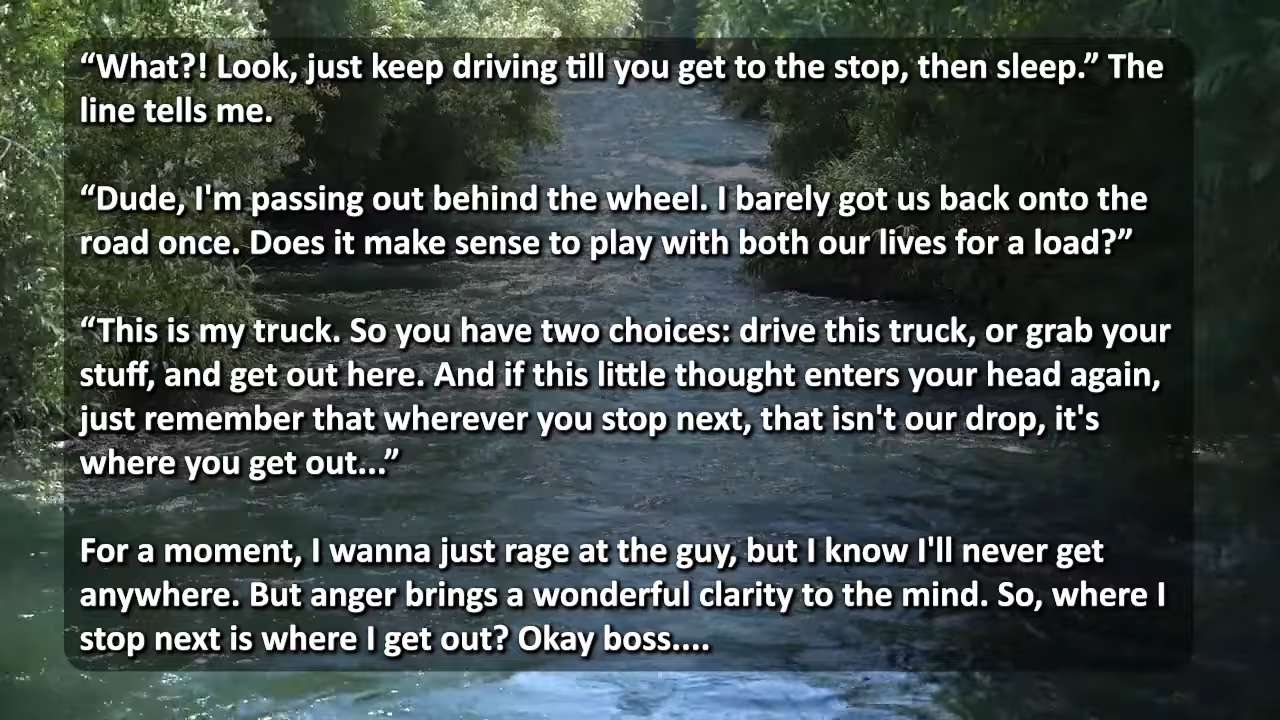 “What?! Look, just keep driving till you get to the stop, then sleep.” The
line tells me.
“Dude, I'm passing out behind the wheel. I barely got us back onto the
road once. Does it make sense to play with both our lives for a load?”
“This is my truck. So you have two choices: drive this truck, or grab your
stuff, and get out here. And if this little thought enters your head again,
just remember that wherever you stop next, that isn't our drop, it's
where you get out...”
For a moment, I wanna just rage at the guy, but I know I'll never get
anywhere. But anger brings a wonderful clarity to the mind. So, where I
stop next is where I get out? Okay boss....